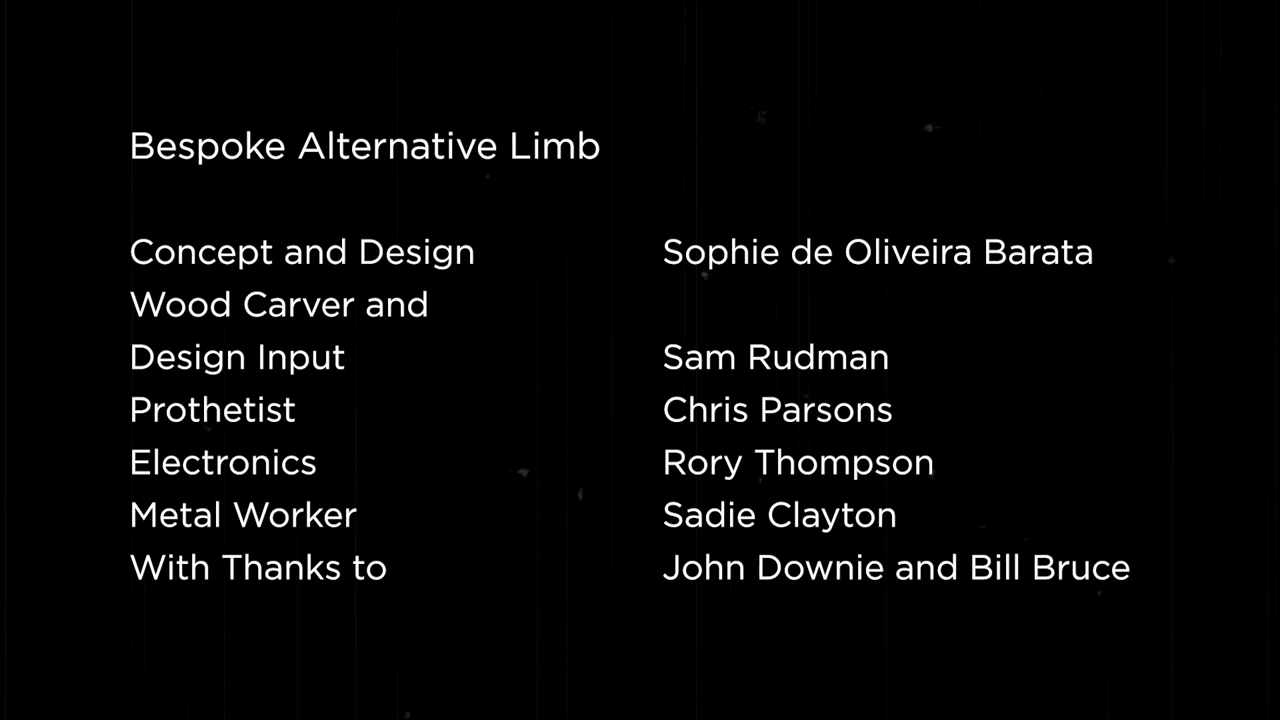 Bespoke Alternative Limb
Concept and Design Sophie de Oliveira Barata
Wood Carver and
Design Input Sam Rudman
Prothetist Chris Parsons
Electronics Rory Thompson
Metal Worker Sadie Clayton
With Thanks to John Downie and Bill Bruce